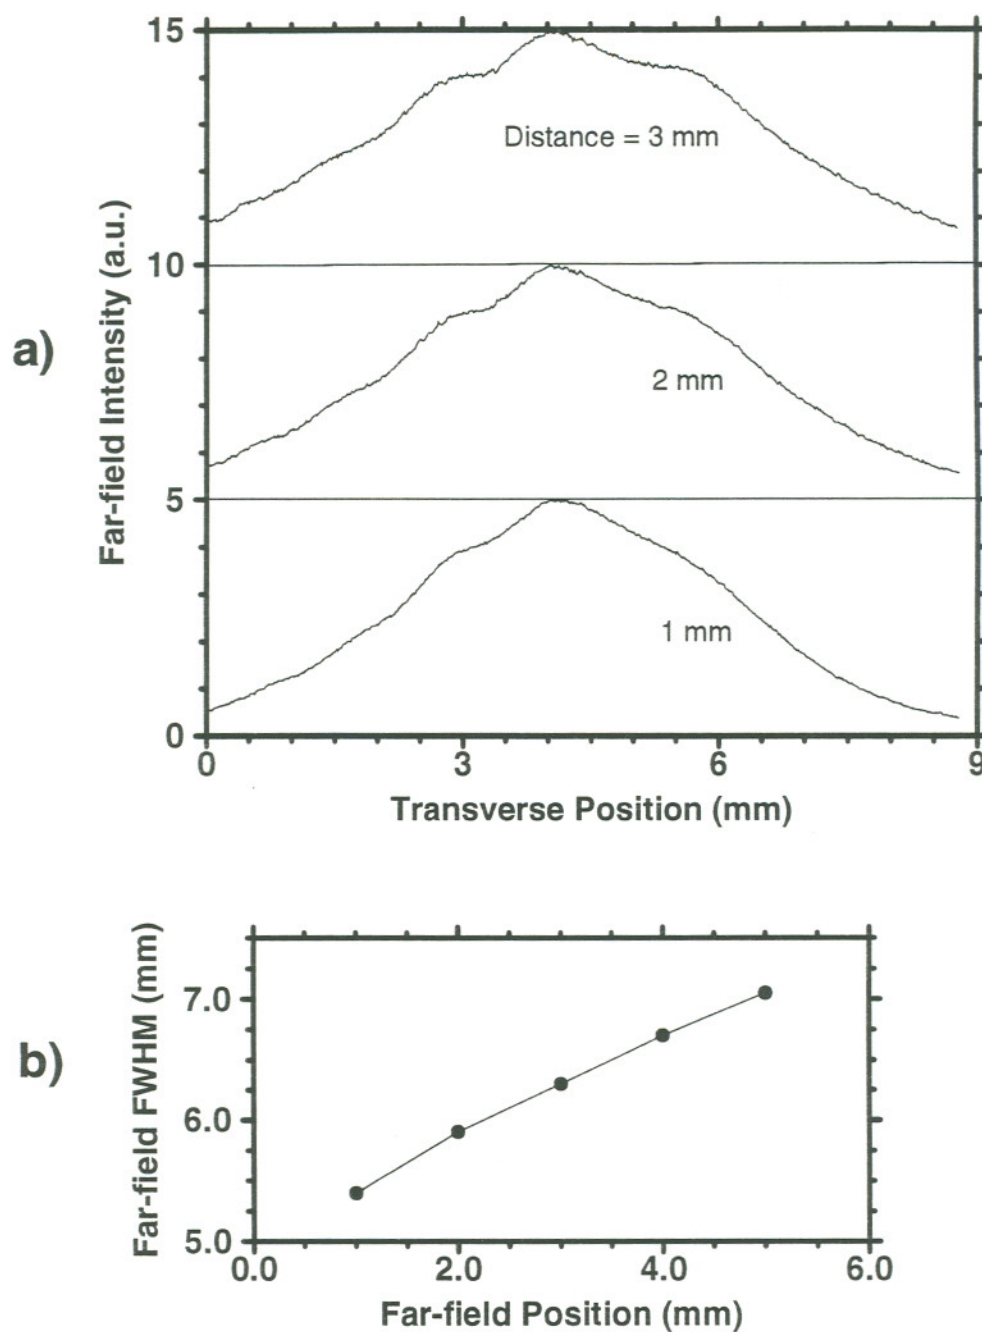 a)
Far-field Intensity (a.u.)
15
10
5
0
Distance = 3 mm
2 mm
1 mm
0
3
6
9
Transverse Position (mm)
b)
Far-field FWHM (mm)
7.0
6.0
5.0
0.0
2.0
4.0
6.0
Far-field Position (mm)